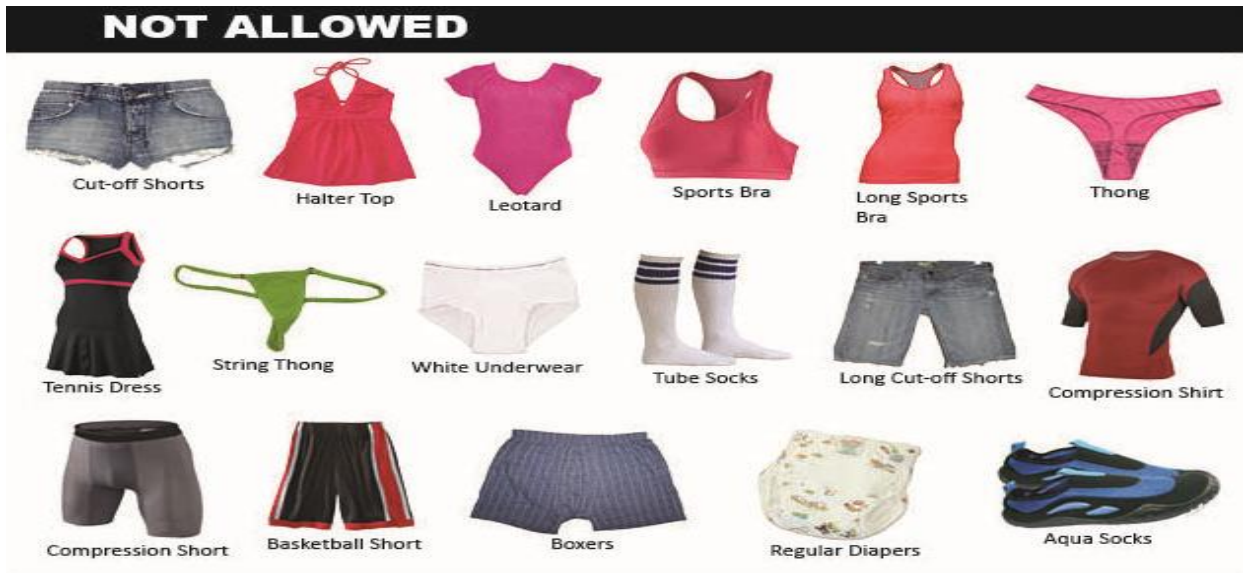 NOT ALLOWED
Cut-off Shorts
Halter Top
Leotard
Sports Bra
Long Sports
Bra
Thong
Tennis Dress
String Thong
White Underwear
Tube Socks
Long Cut-off Shorts
Compression Shirt
Compression Short
Basketball Short
Boxers
Regular Diapers
Aqua Socks